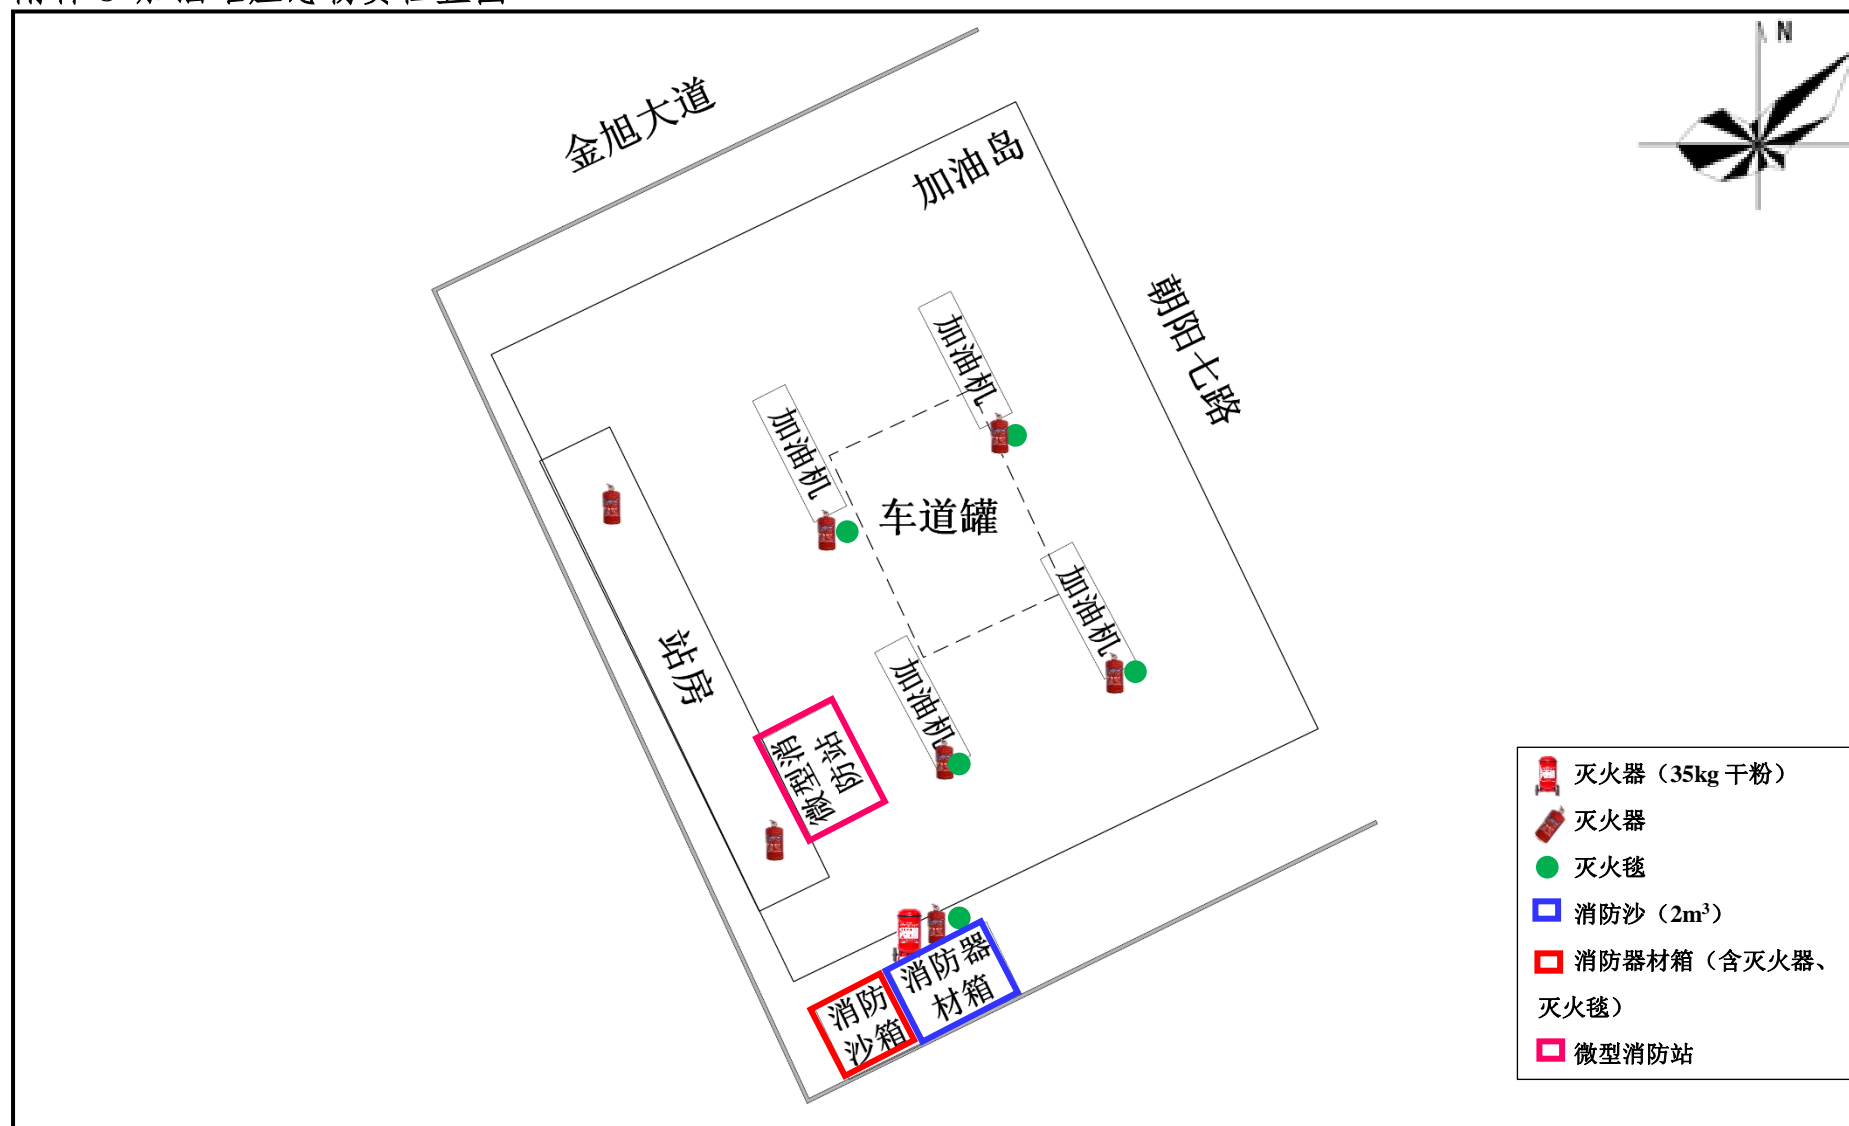 N
金旭大道
加油岛
朝阳七路
加油机
加油机
车道罐
加油机
加油机
站房
微型消
防站
消防器
材箱
消防
沙箱
灭火器（35kg 干粉）
灭火器
灭火毯
消防沙（2m³）
消防器材箱（含灭火器、
灭火毯）
微型消防站